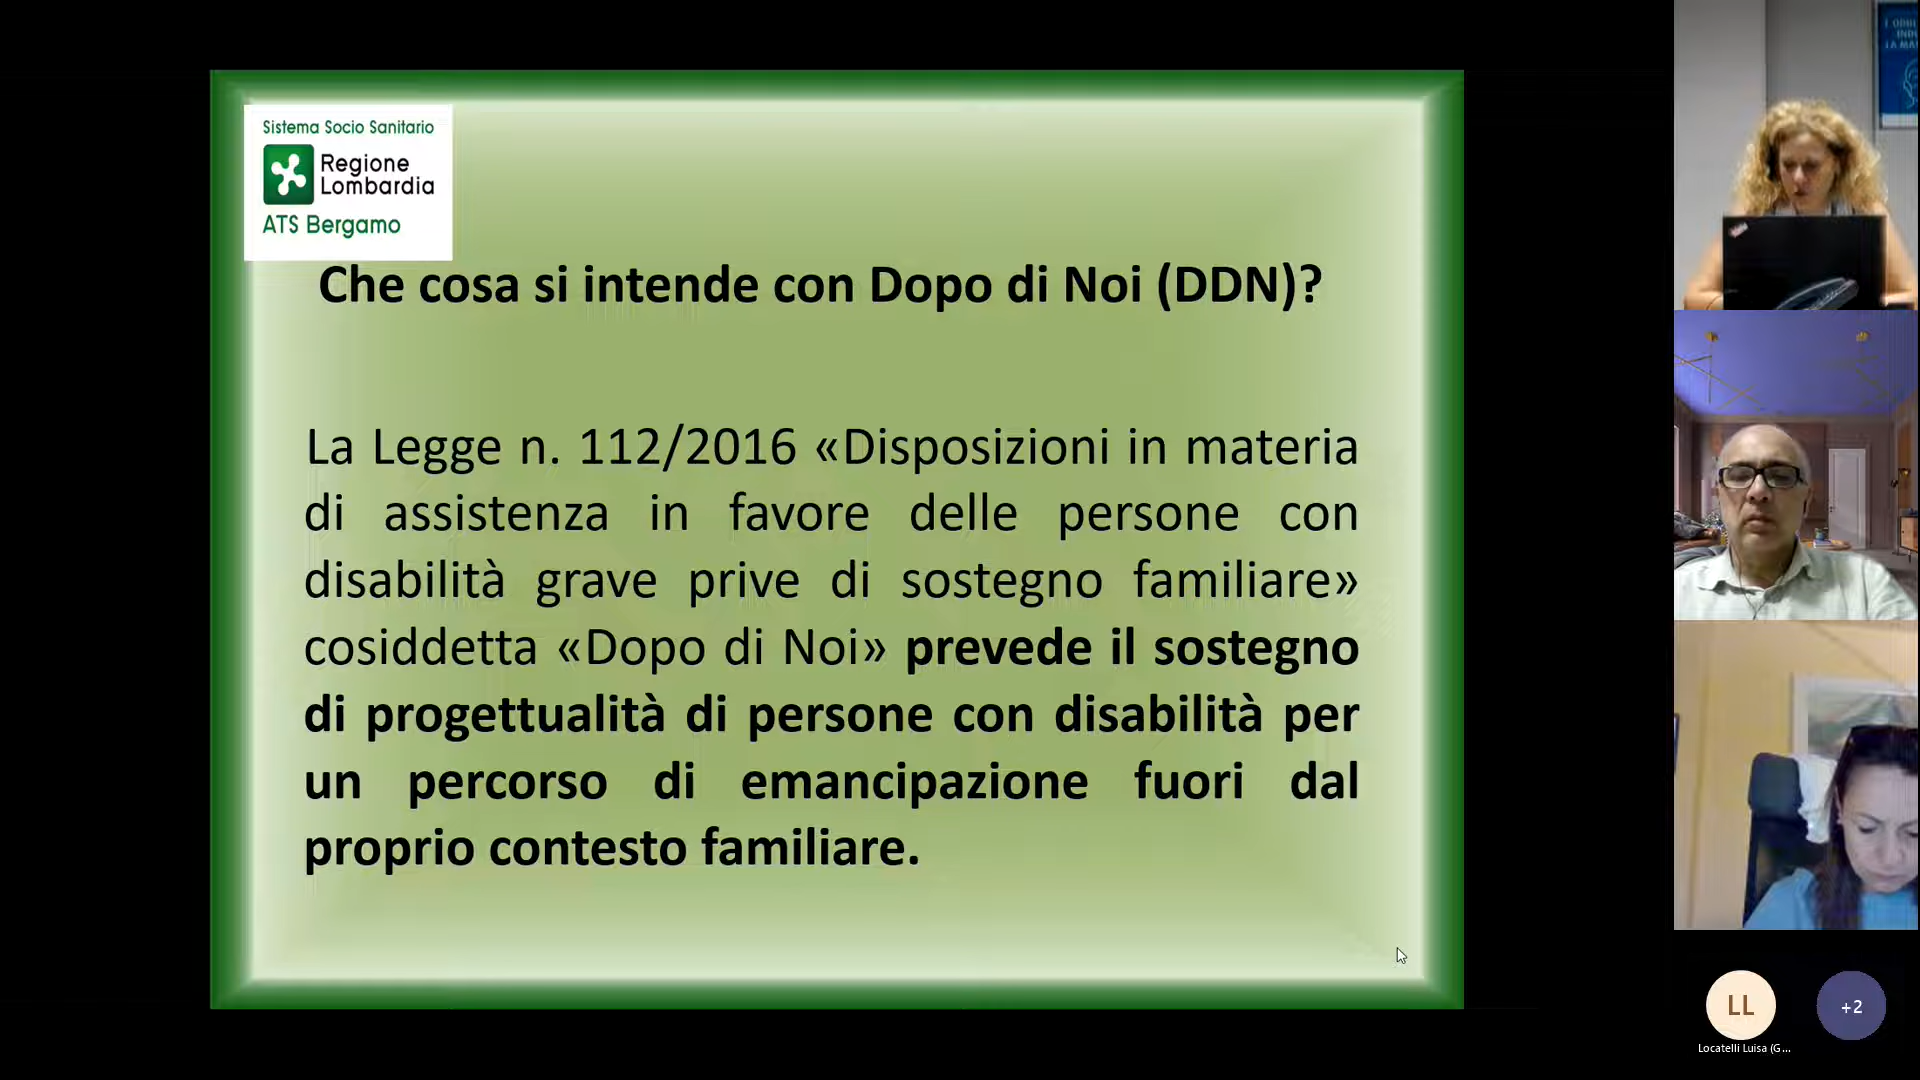 Sistema Socio Sanitario
Regione
Lombardia
ATS Bergamo
Che cosa si intende con Dopo di Noi (DDN)?
La Legge n. 112/2016 «Disposizioni in materia
di assistenza in favore delle persone con
disabilità grave prive di sostegno familiare»
cosiddetta «Dopo di Noi» prevede il sostegno
di progettualità di persone con disabilità per
un percorso di emancipazione fuori dal
proprio contesto familiare.
LL
+2
Locatelli Luisa (G...